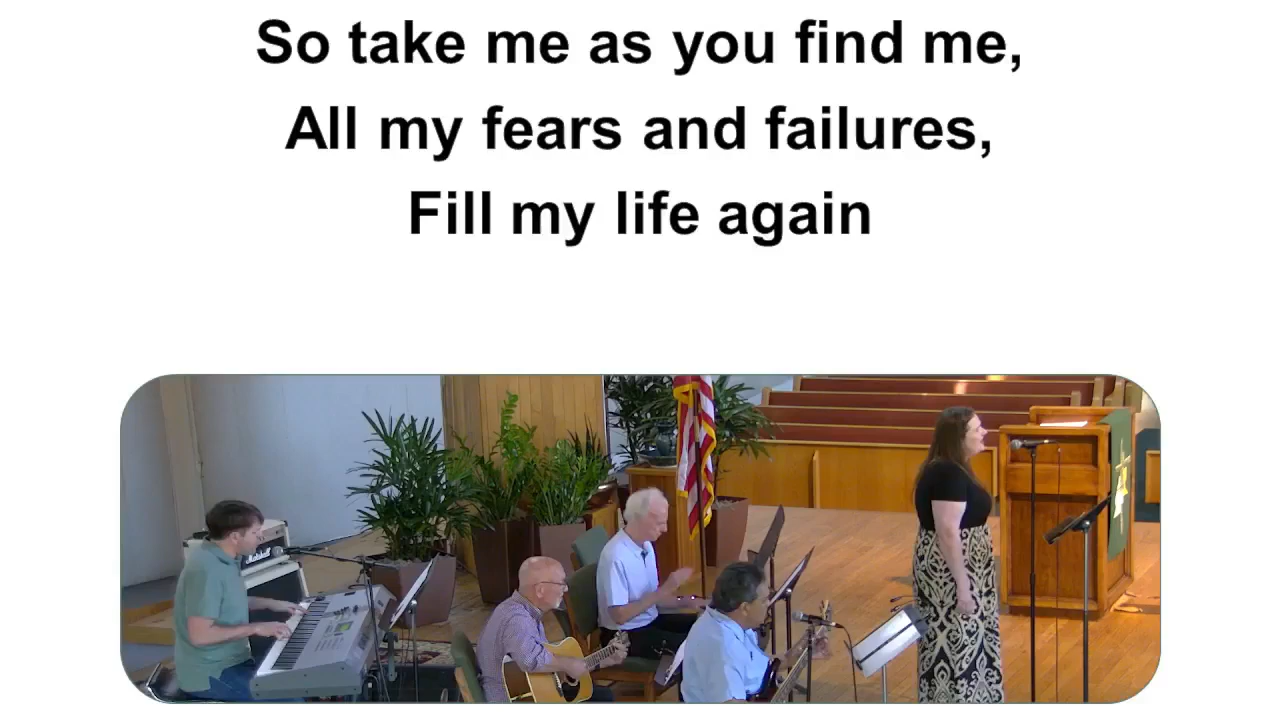 So take me as you find me,
All my fears and failures,
Fill my life again